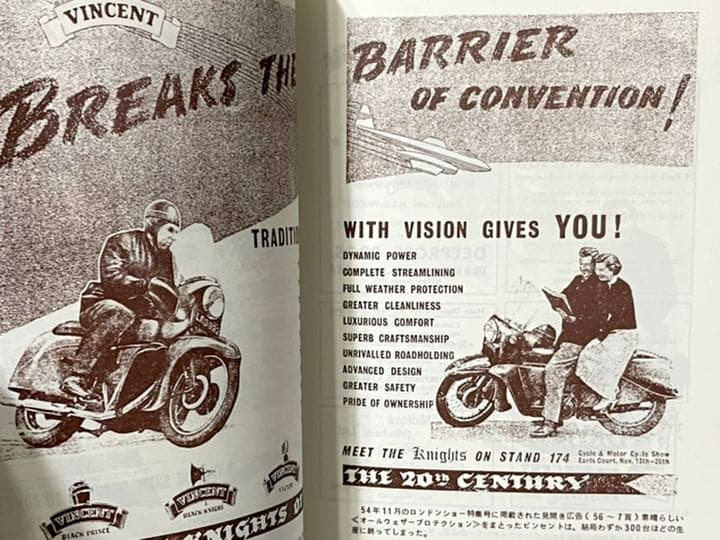 VINCENT
BREAKS THE
TRADITIO
VINCENT
BLACK PRINCE
VINCENT
BLACK KNIGHT
VINCENT
VICTOR
KNIGHTS OF
BARRIER
OF CONVENTION!
WITH VISION GIVES YOU!
DYNAMIC POWER
COMPLETE STREAMLINING
FULL WEATHER PROTECTION
GREATER CLEANLINESS
LUXURIOUS COMFORT
SUPERB CRAFTSMANSHIP
UNRIVALLED ROADHOLDING
ADVANCED DESIGN
GREATER SAFETY
PRIDE OF OWNERSHIP
MEET THE Knights ON STAND 174 Cycle & Motor Cycle Show
Earls Court, Nov. 13th-20th
THE 20TH CENTURY
54年11月のロンドンショー特集号に掲載された見開き広告(56～7頁)素晴らしい
<オールウェザープロテクション>をまとったビンセントは、結局わずか300台ほどの生
産に終ってしまった。